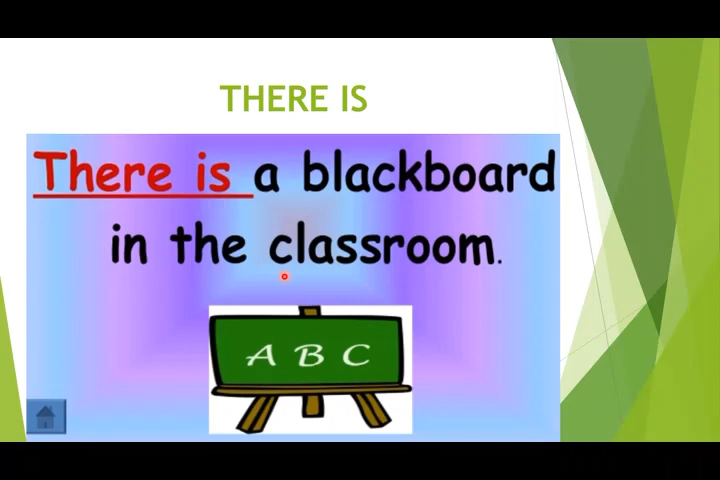 THERE IS
There is a blackboard
in the classroom.
A B C